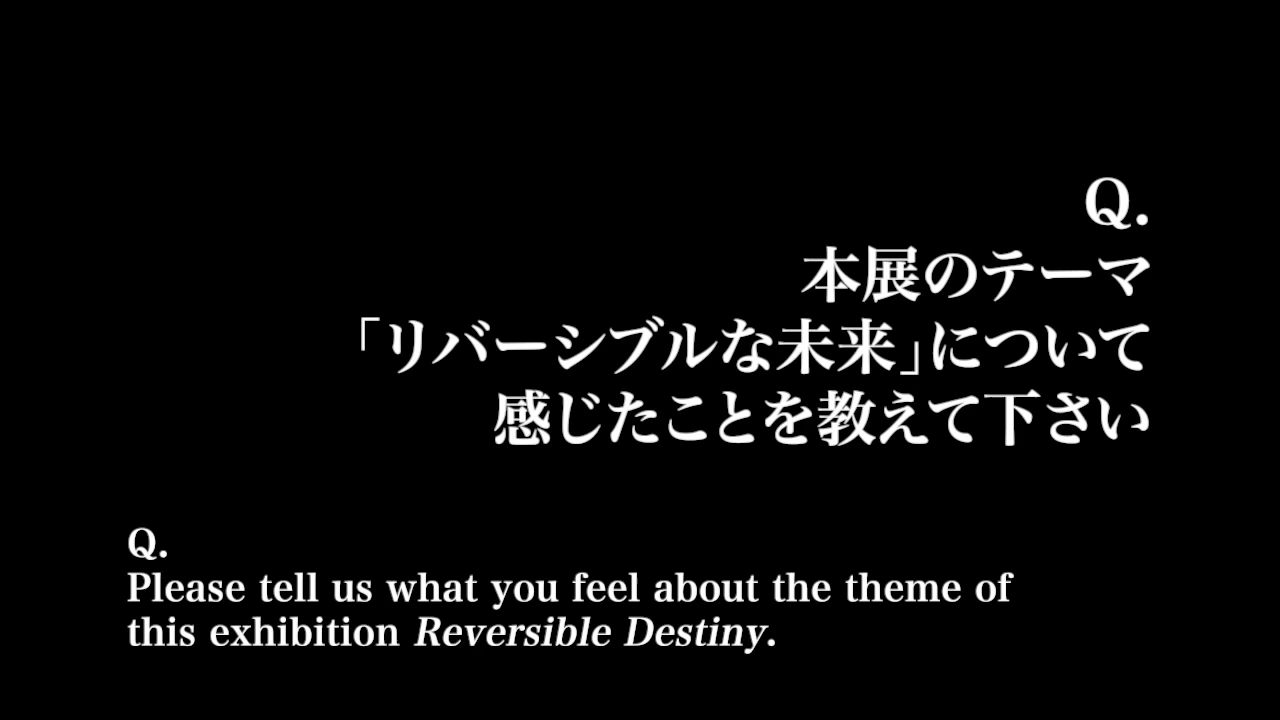 Q.
本展のテーマ
「リバーシブルな未来」について
感じたことを教えて下さい
Q.
Please tell us what you feel about the theme of
this exhibition Reversible Destiny.